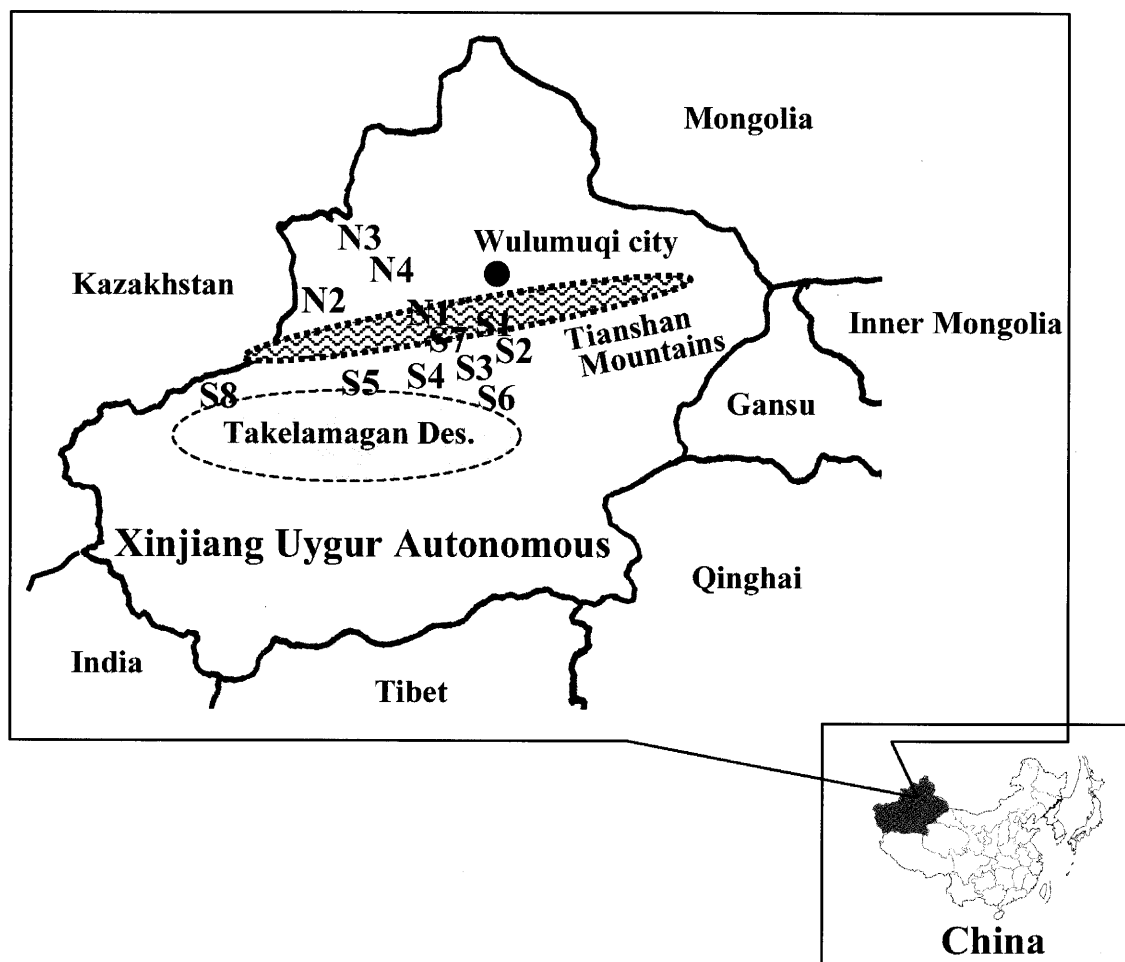 Mongolia
N3
Wulumuqi city
N4
Kazakhstan
N2
N1
S1
Inner Mongolia
S7
S2
Tianshan
Mountains
S3
S4
S5
S8
S6
Gansu
Takelamagan Des.
Xinjiang Uygur Autonomous
Qinghai
India
Tibet
China